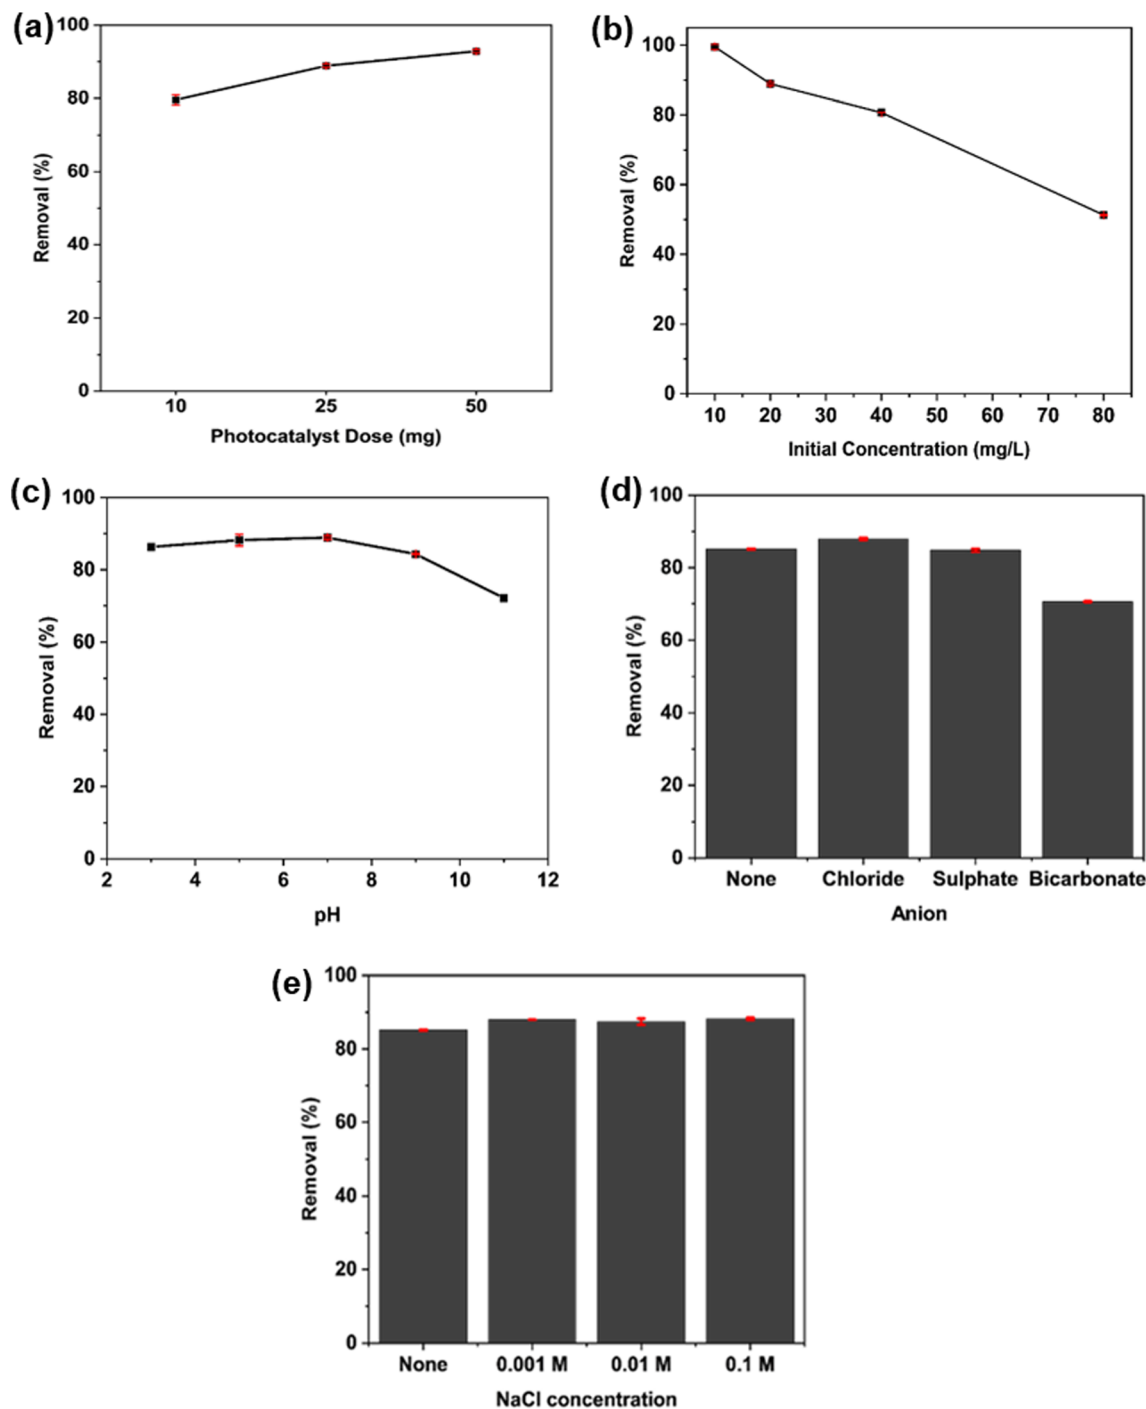 (a)
100
80
60
40
20
0
Removal (%)
10 25 50
Photocatalyst Dose (mg)
(b)
100
80
60
40
20
0
Removal (%)
10 20 30 40 50 60 70 80
Initial Concentration (mg/L)
(c)
100
80
60
40
20
0
Removal (%)
2 4 6 8 10 12
pH
(d)
100
80
60
40
20
0
Removal (%)
None Chloride Sulphate Bicarbonate
Anion
(e)
100
80
60
40
20
0
Removal (%)
None 0.001 M 0.01 M 0.1 M
NaCl concentration